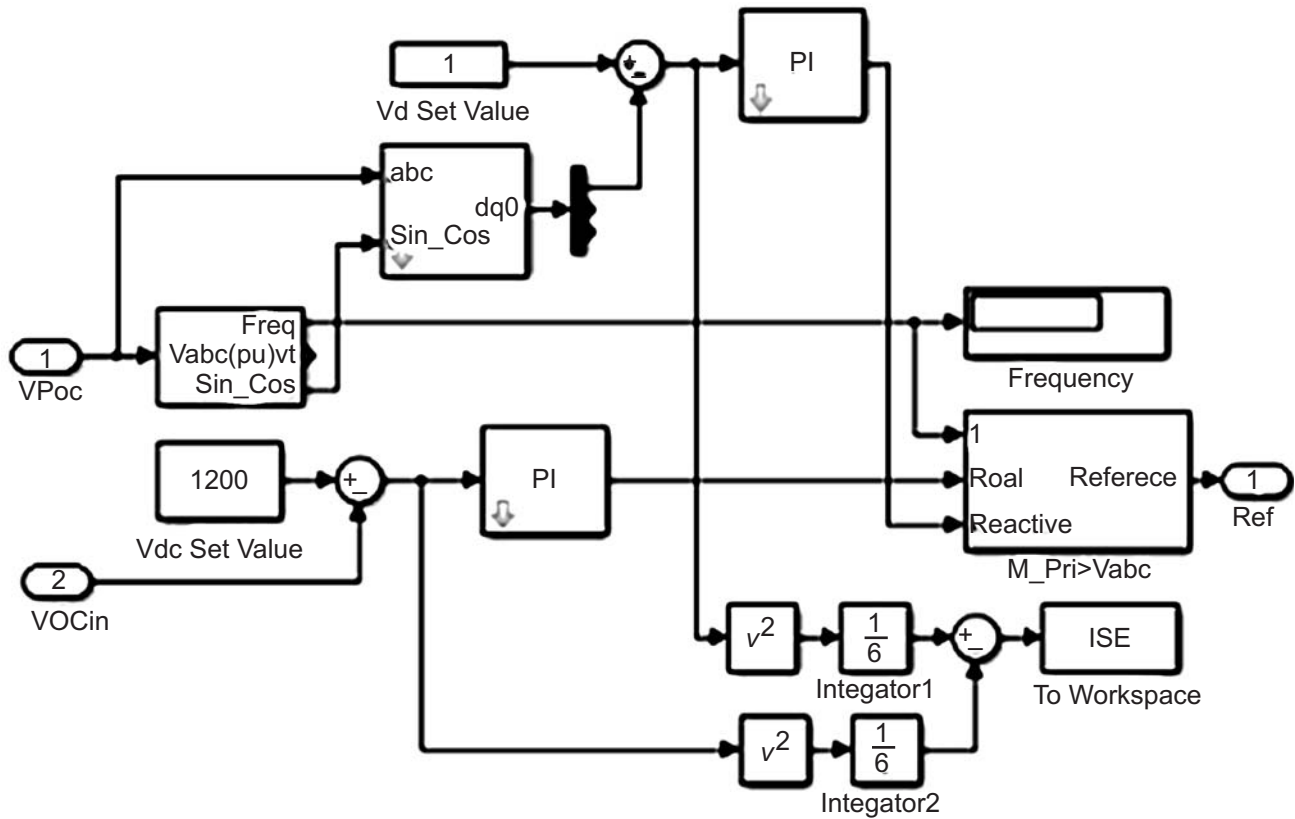 1
Vd Set Value
+
−
PI
abc
dq0
Sin_Cos
1
VPoc
Freq
Vabc(pu)vt
Sin_Cos
Frequency
1200
Vdc Set Value
+
−
PI
2
VOCin
1
Roal
Reactive
Referece
M_Pri>Vabc
1
Ref
v²
1
6
Integator1
+
−
ISE
To Workspace
v²
1
6
Integator2